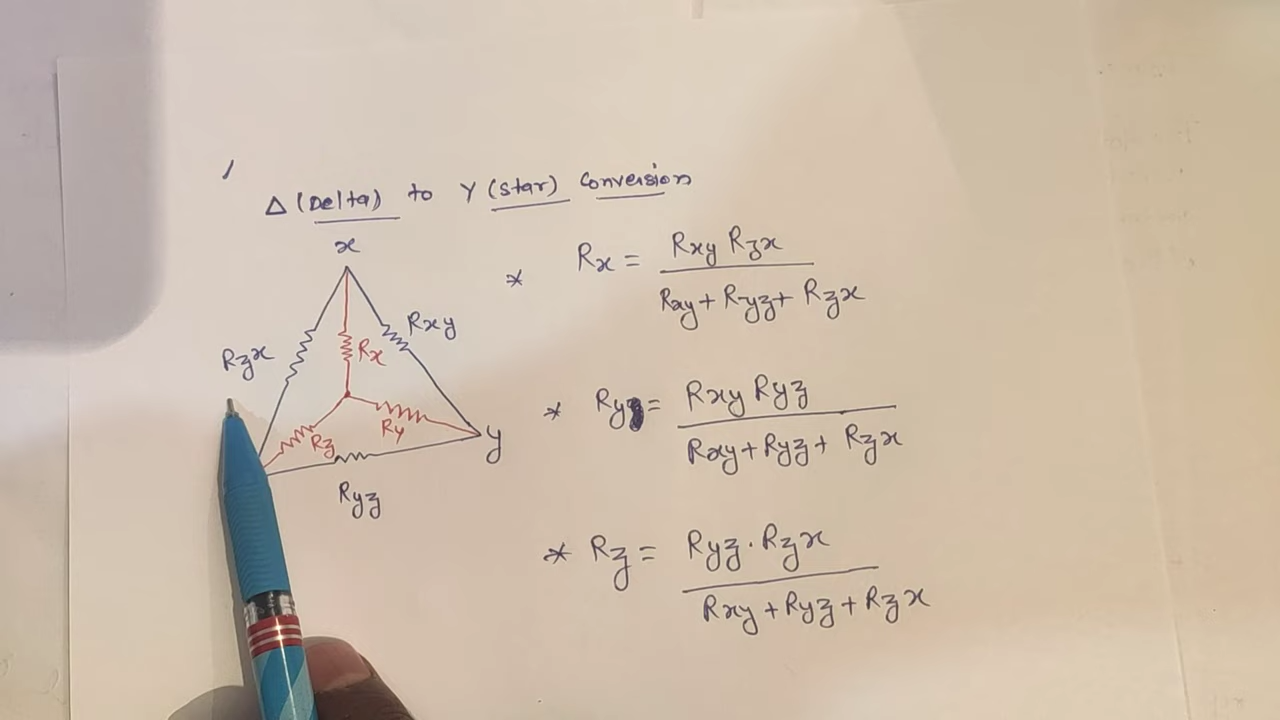 Δ (Delta) to Y (Star) Conversion
x
Rzx
Rxy
Rx
Rz
Ry
y
Ryz
* Rx = Rxy Rzx
Rxy + Ryz + Rzx
* Ry = Rxy Ryz
Rxy + Ryz + Rzx
* Rz = Ryz . Rzx
Rxy + Ryz + Rzx